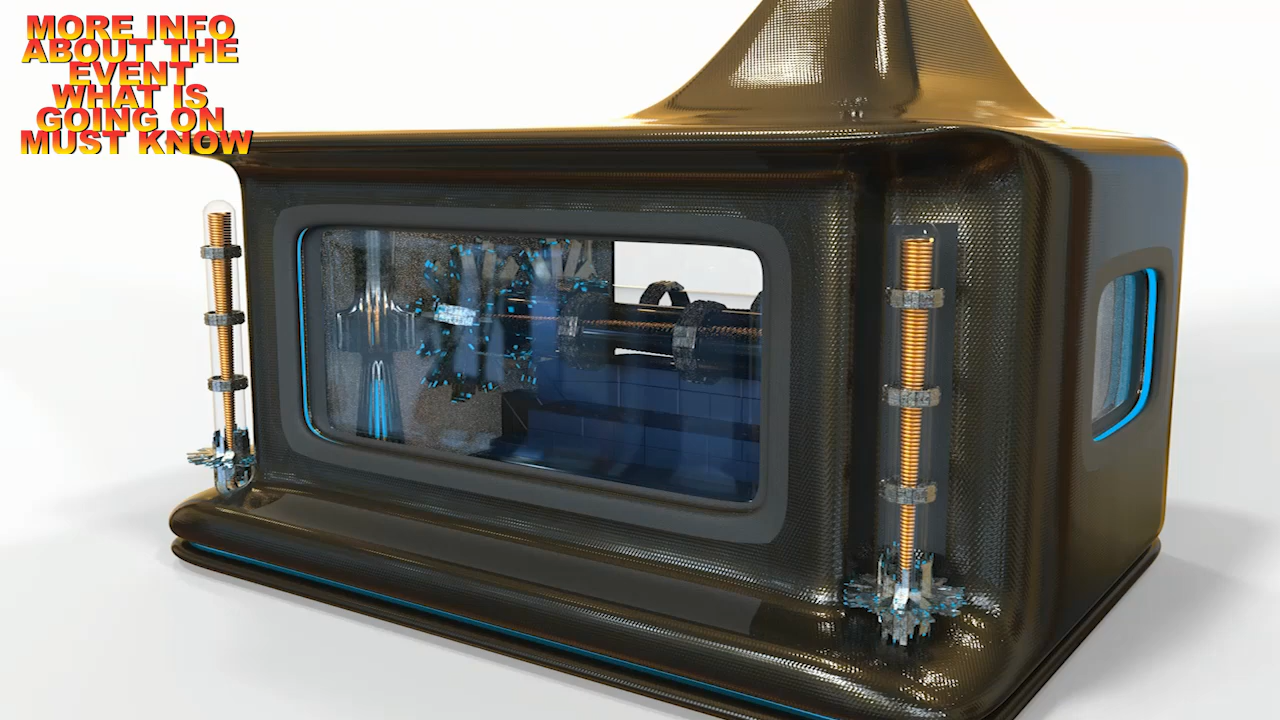 MORE INFO
ABOUT THE
EVENT
WHAT IS
GOING ON
MUST KNOW